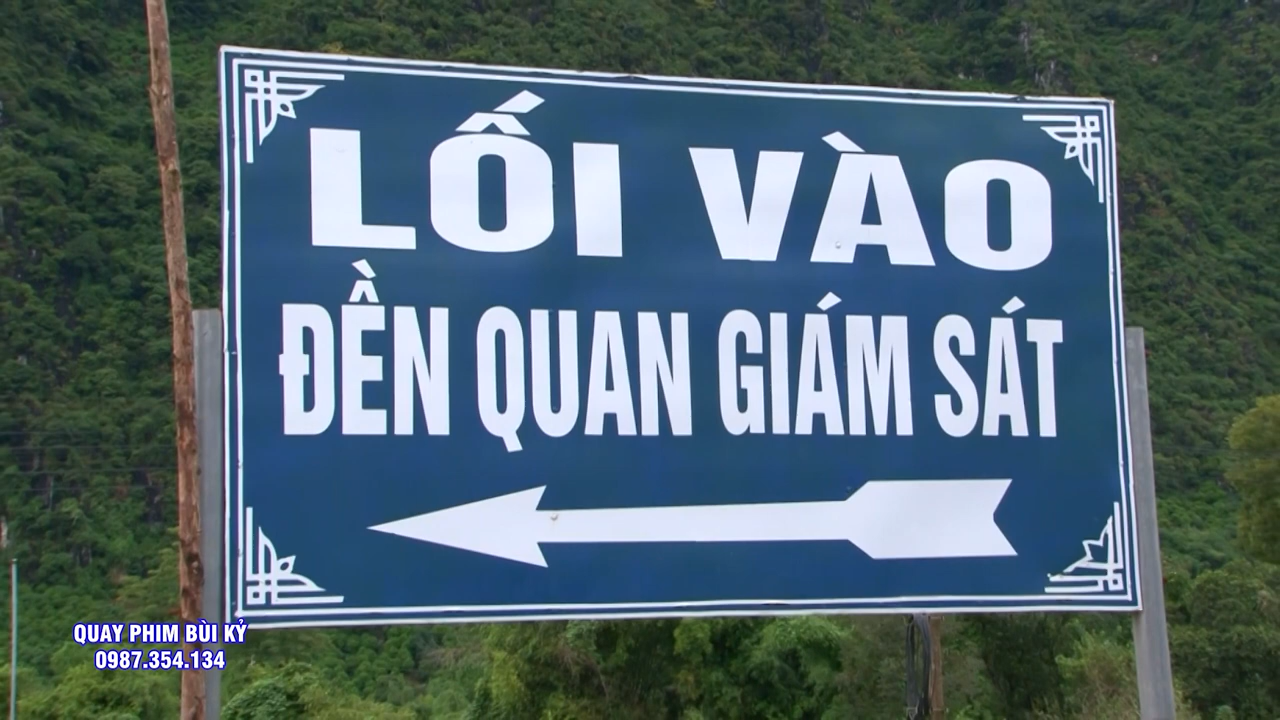 LỐI VÀO
ĐỀN QUAN GIÁM SÁT
QUAY PHIM BÙI KỶ
0987.354.134